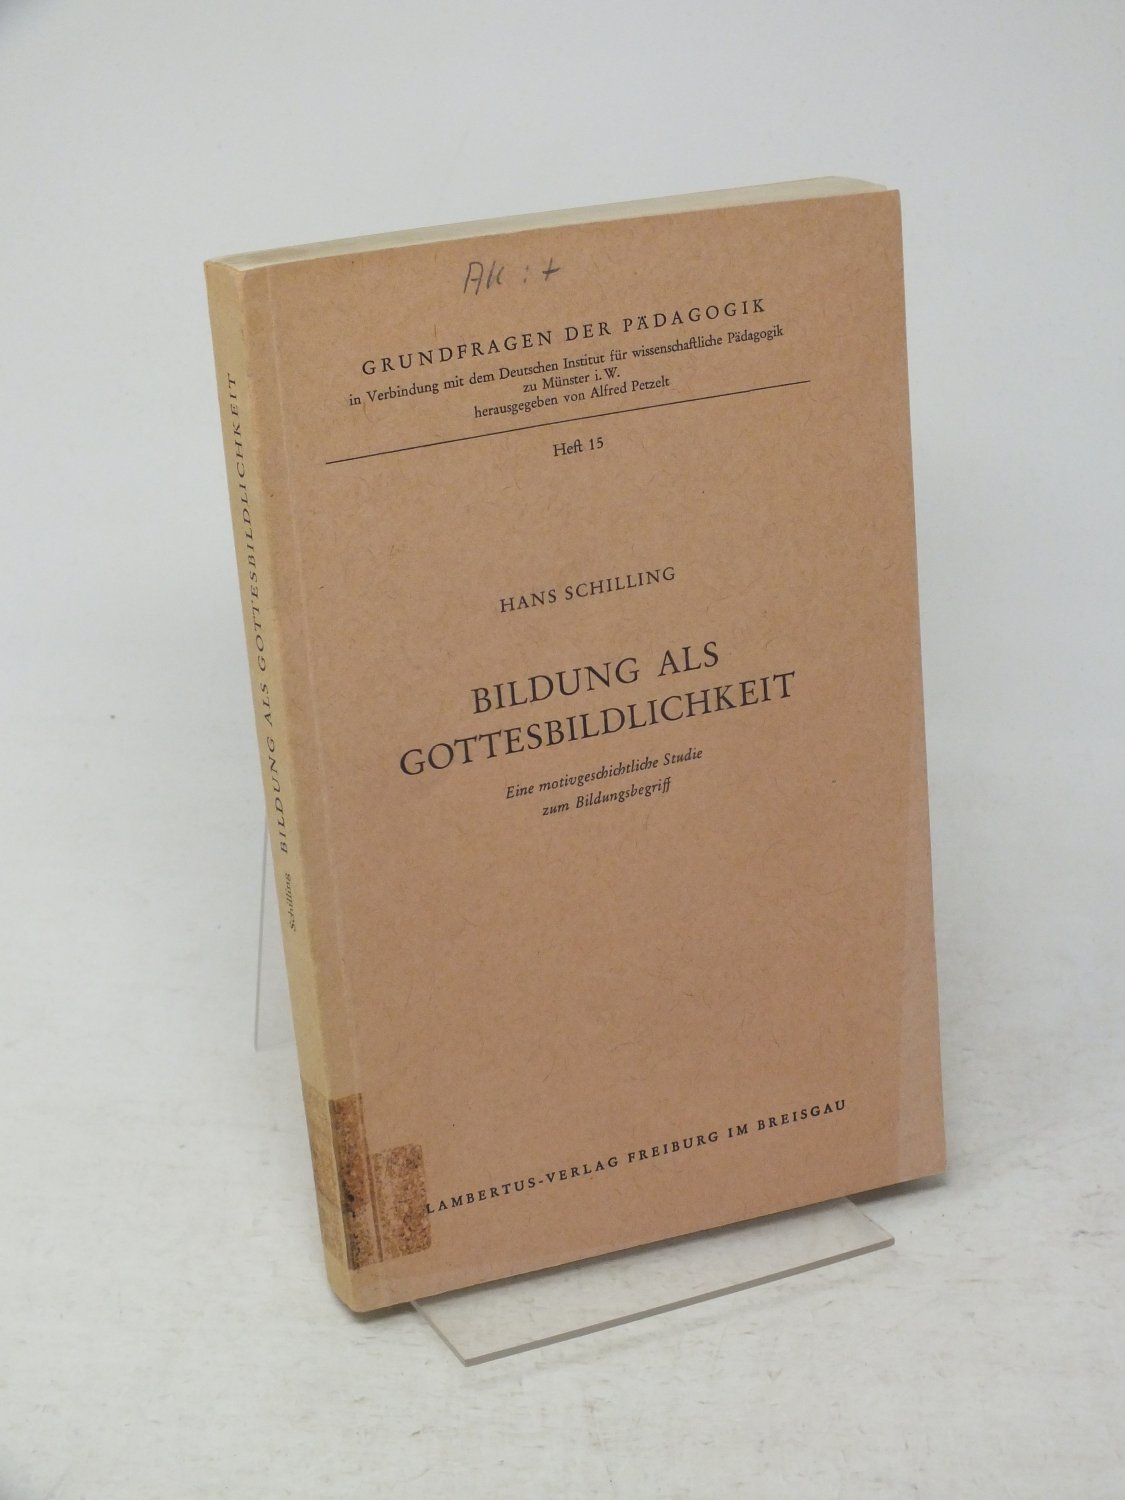 AK : +
GRUNDFRAGEN DER PÄDAGOGIK
in Verbindung mit dem Deutschen Institut für wissenschaftliche Pädagogik
zu Münster i. W.
herausgegeben von Alfred Petzelt
Heft 15
HANS SCHILLING
BILDUNG ALS
GOTTESBILDLICHKEIT
Eine motivgeschichtliche Studie
zum Bildungsbegriff
LAMBERTUS-VERLAG FREIBURG IM BREISGAU
Schilling BILDUNG ALS GOTTESBILDLICHKEIT